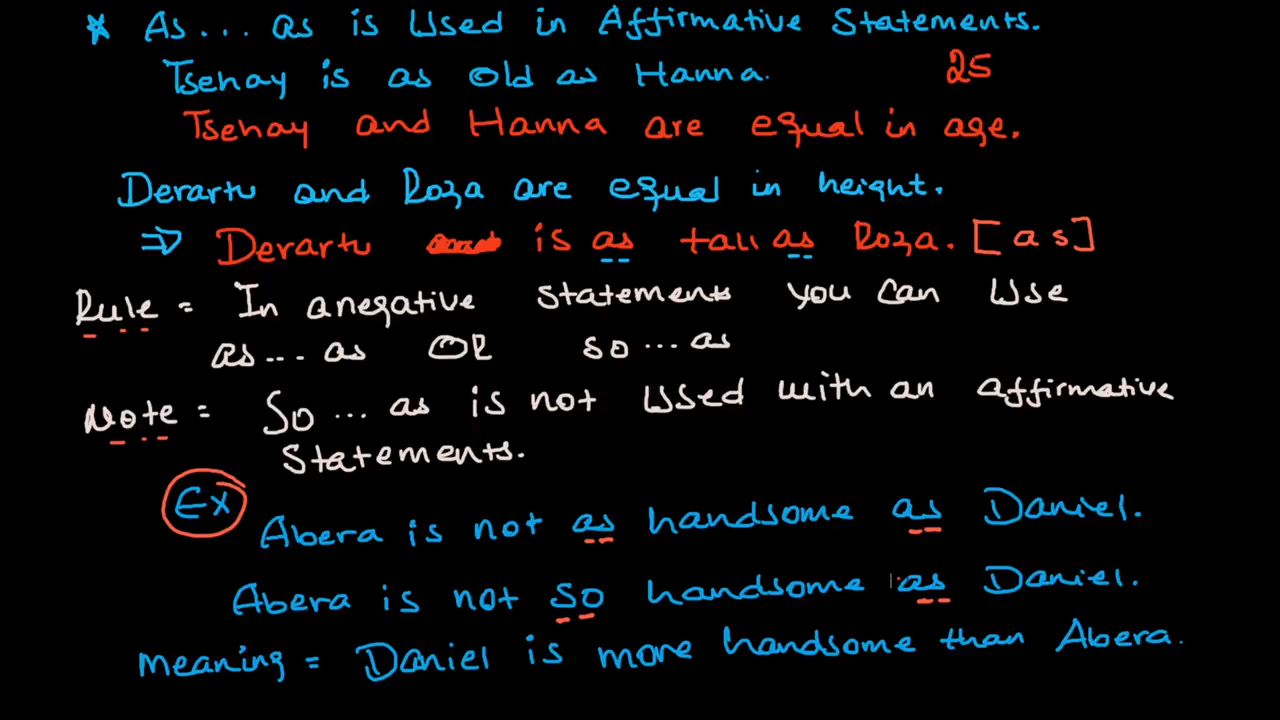 * As... as is Used in Affirmative Statements.
Tsehay is as Old as Hanna. 25
Tsehay and Hanna are equal in age.
Derartu and Roza are equal in height.
⇒ Derartu is as tall as Roza. [as]
Rule = In a negative statements you can Use
as... as OR so... as
Note = So... as is not Used with an affirmative
Statements.
Ex
Abera is not as handsome as Daniel.
Abera is not so handsome as Daniel.
meaning = Daniel is more handsome than Abera.